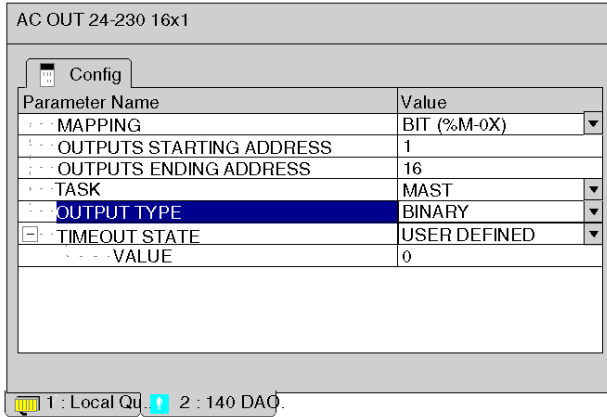 AC OUT 24-230 16x1
Config
Parameter Name Value
MAPPING BIT (%M-0X)
OUTPUTS STARTING ADDRESS 1
OUTPUTS ENDING ADDRESS 16
TASK MAST
OUTPUT TYPE BINARY
TIMEOUT STATE USER DEFINED
VALUE 0
1 : Local Qu... 2 : 140 DAO.